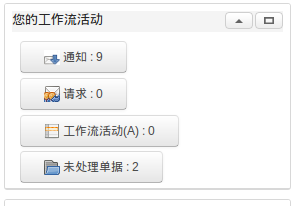 您的工作流活动
通知 : 9
请求 : 0
工作流活动(A) : 0
未处理单据 : 2